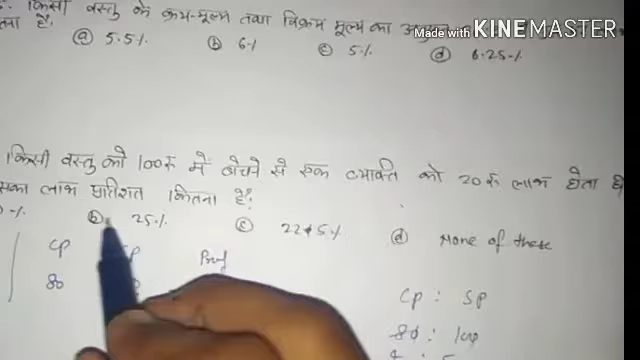 किसी वस्तु के क्रय-मूल्य तथा विक्रय मूल्य का
Made with KINEMASTER
है?
ⓐ 5.5% ⓑ 6% ⓒ 5% ⓓ 6.25%
किसी वस्तु को 100रु में बेचने से एक व्यक्ति को 20रु लाभ होता
लाभ प्रतिशत कितना है?
ⓑ 25% ⓒ 22.5% ⓓ None of these
CP SP Prof
80
CP : SP
80 : 100